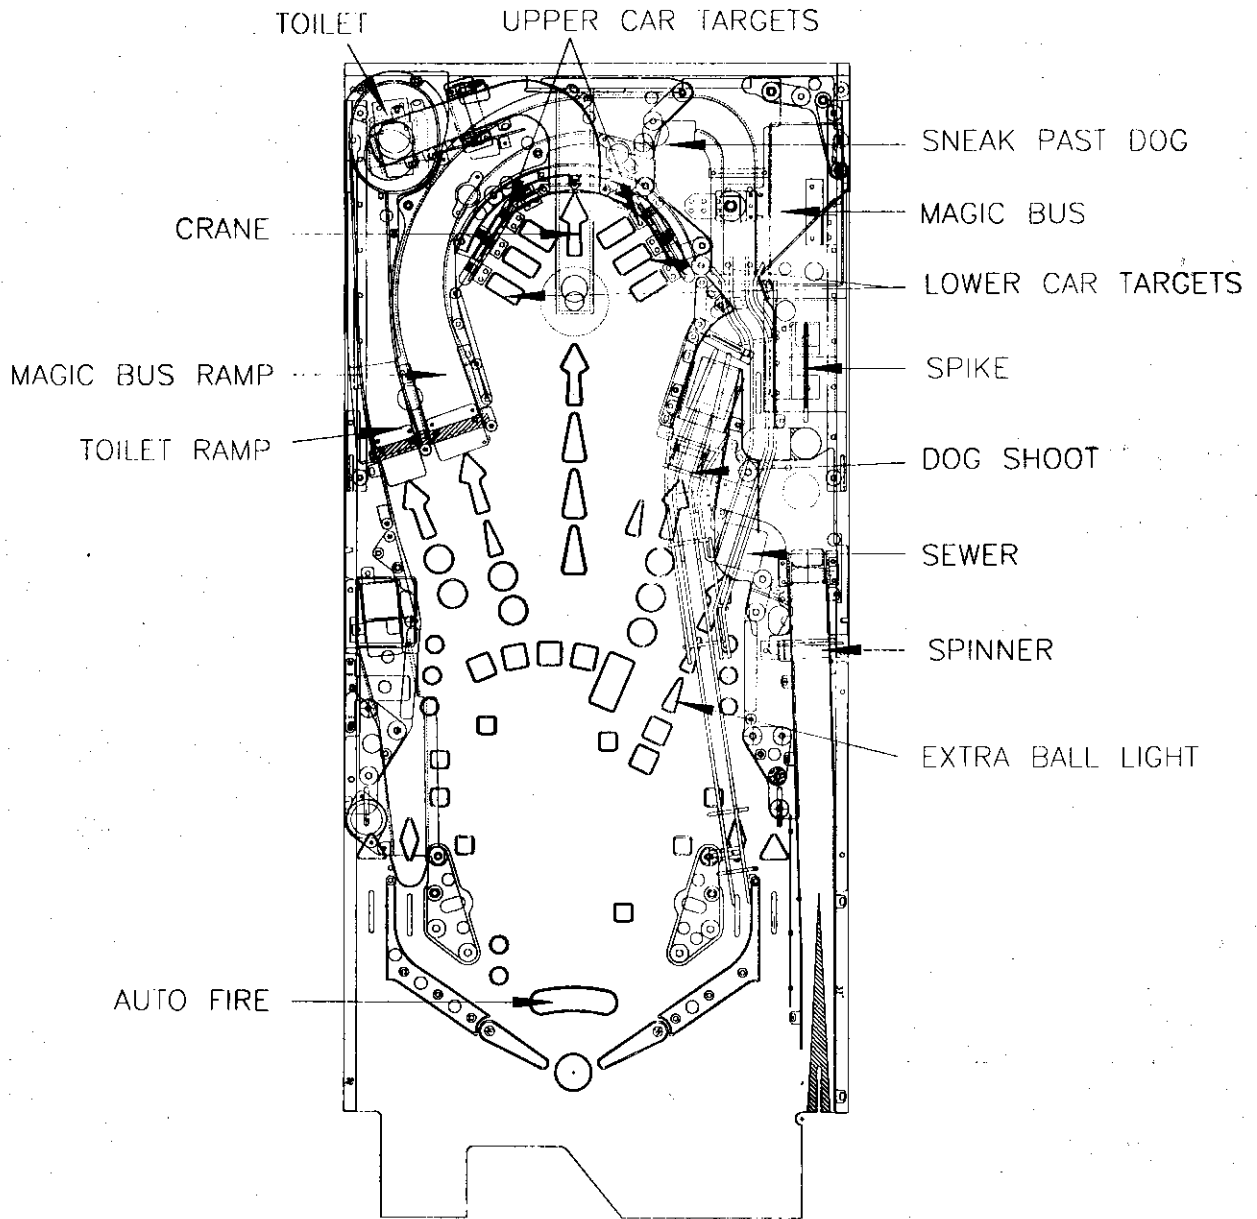 TOILET
UPPER CAR TARGETS
SNEAK PAST DOG
CRANE
MAGIC BUS
LOWER CAR TARGETS
MAGIC BUS RAMP
SPIKE
TOILET RAMP
DOG SHOOT
SEWER
SPINNER
EXTRA BALL LIGHT
AUTO FIRE